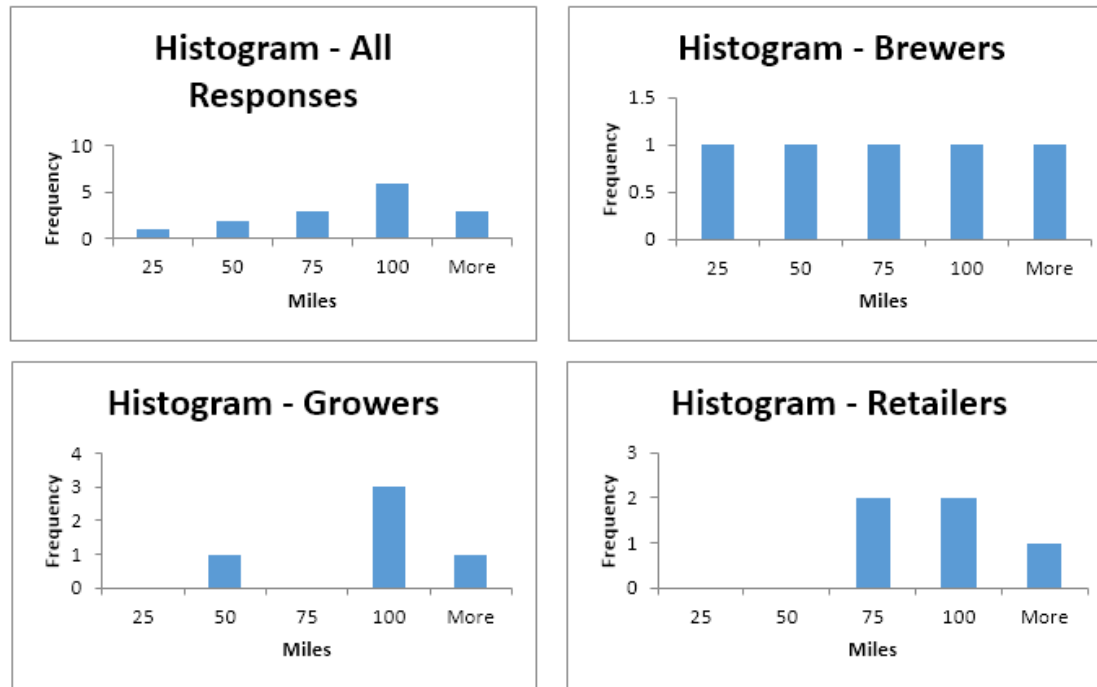 Histogram - All
Responses
Frequency
10
5
0
25 50 75 100 More
Miles
Histogram - Brewers
Frequency
1.5
1
0.5
0
25 50 75 100 More
Miles
Histogram - Growers
Frequency
4
3
2
1
0
25 50 75 100 More
Miles
Histogram - Retailers
Frequency
3
2
1
0
25 50 75 100 More
Miles